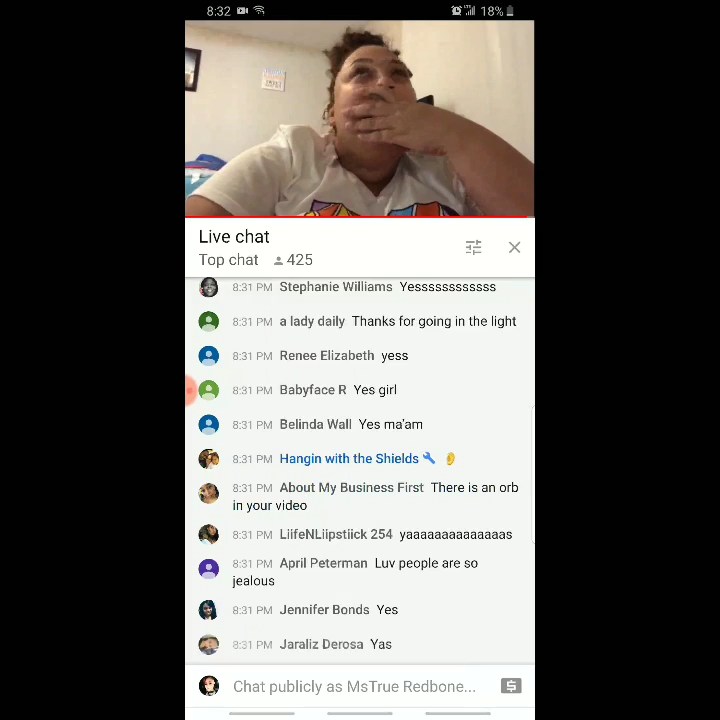 8:32
18%
Live chat
Top chat 425
8:31 PM Stephanie Williams Yessssssssssss
8:31 PM a lady daily Thanks for going in the light
8:31 PM Renee Elizabeth yess
8:31 PM Babyface R Yes girl
8:31 PM Belinda Wall Yes ma'am
8:31 PM Hangin with the Shields
8:31 PM About My Business First There is an orb
in your video
8:31 PM LiifeNLiipstiick 254 yaaaaaaaaaaaaaas
8:31 PM April Peterman Luv people are so
jealous
8:31 PM Jennifer Bonds Yes
8:31 PM Jaraliz Derosa Yas
Chat publicly as MsTrue Redbone...